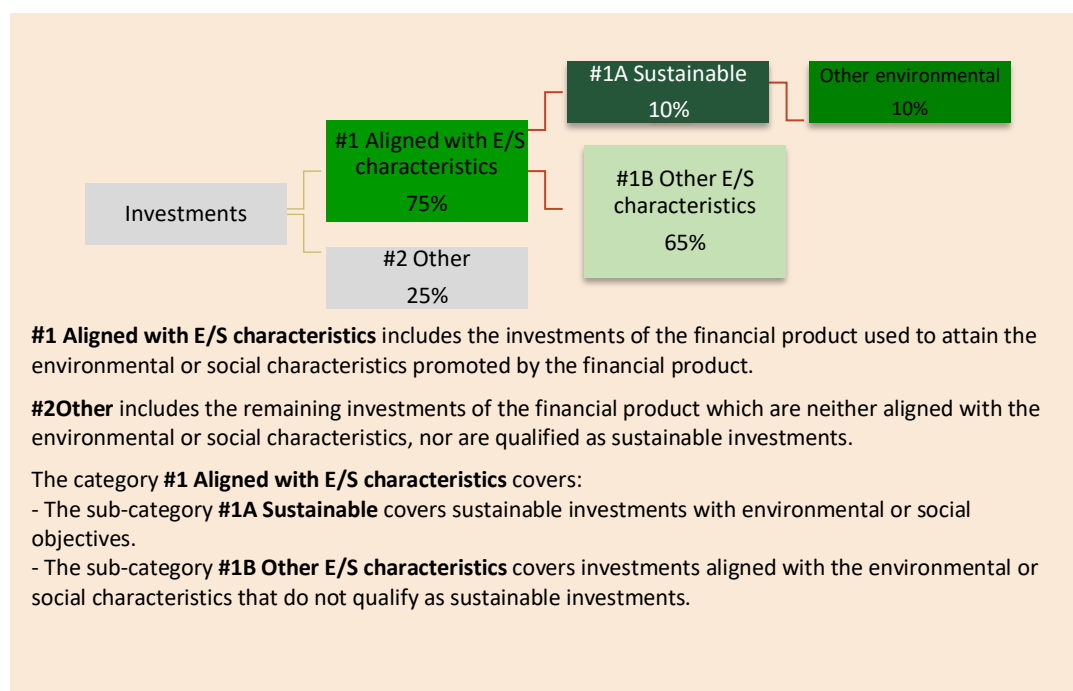 #1A Sustainable
10%
Other environmental
10%
#1 Aligned with E/S
characteristics
75%
#1B Other E/S
characteristics
65%
Investments
#2 Other
25%
#1 Aligned with E/S characteristics includes the investments of the financial product used to attain the
environmental or social characteristics promoted by the financial product.
#2Other includes the remaining investments of the financial product which are neither aligned with the
environmental or social characteristics, nor are qualified as sustainable investments.
The category #1 Aligned with E/S characteristics covers:
- The sub-category #1A Sustainable covers sustainable investments with environmental or social
objectives.
- The sub-category #1B Other E/S characteristics covers investments aligned with the environmental or
social characteristics that do not qualify as sustainable investments.